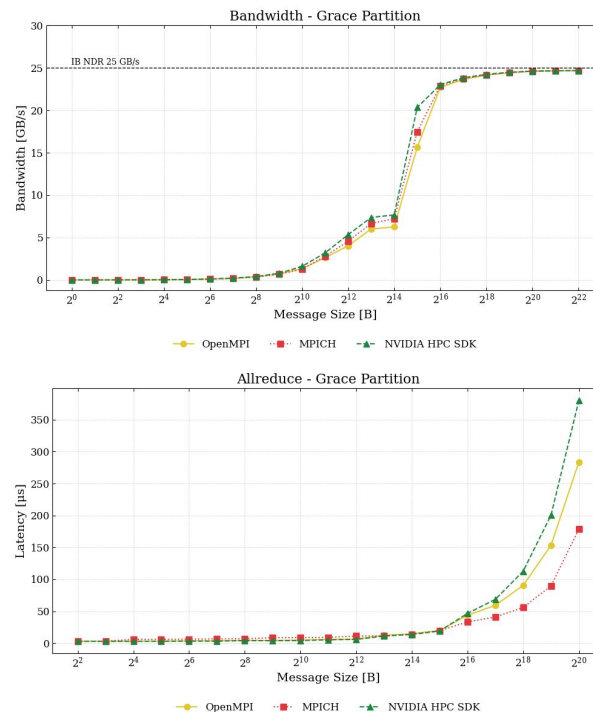 Bandwidth - Grace Partition
30
IB NDR 25 GB/s
25
20
15
10
5
0
Bandwidth [GB/s]
2^0 2^2 2^4 2^6 2^8 2^10 2^12 2^14 2^16 2^18 2^20 2^22
Message Size [B]
OpenMPI MPICH NVIDIA HPC SDK
Allreduce - Grace Partition
350
300
250
200
150
100
50
0
Latency [µs]
2^2 2^4 2^6 2^8 2^10 2^12 2^14 2^16 2^18 2^20
Message Size [B]
OpenMPI MPICH NVIDIA HPC SDK